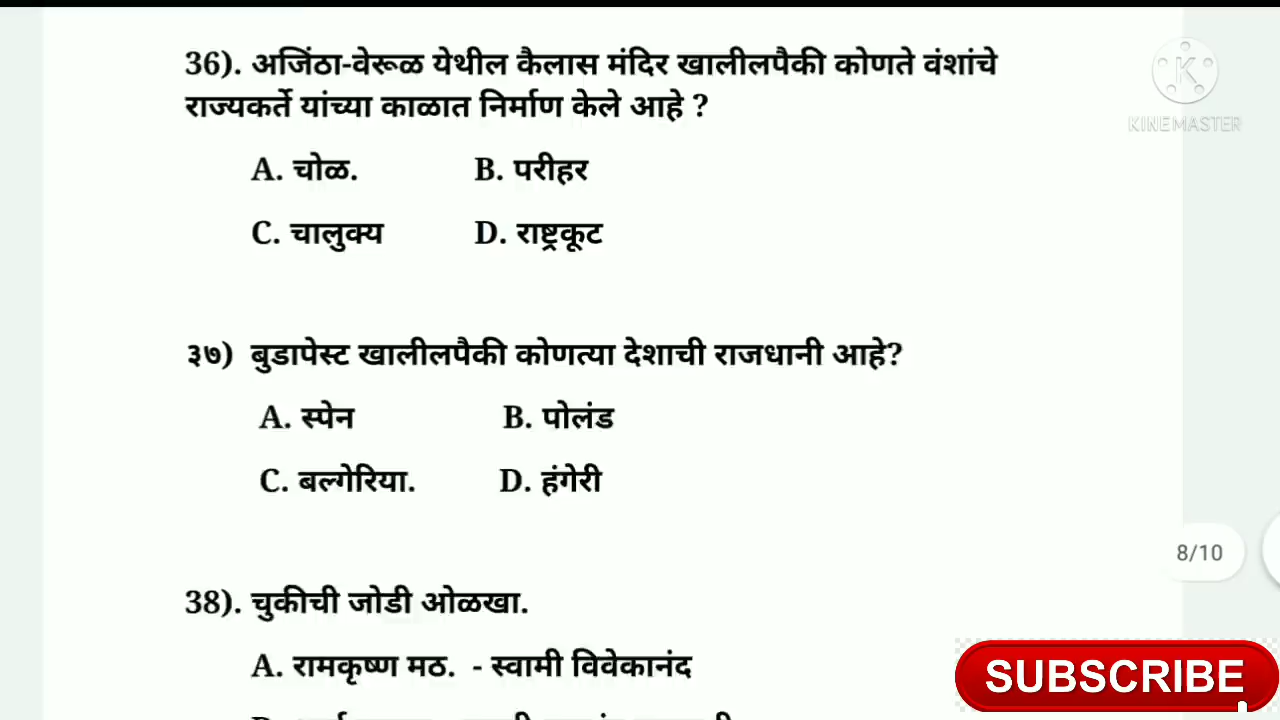 36). अजिंठा-वेरूळ येथील कैलास मंदिर खालीलपैकी कोणते वंशांचे
राज्यकर्ते यांच्या काळात निर्माण केले आहे ?
KINEMASTER
A. चोळ. B. परीहर
C. चालुक्य D. राष्ट्रकूट
३७) बुडापेस्ट खालीलपैकी कोणत्या देशाची राजधानी आहे?
A. स्पेन B. पोलंड
C. बल्गेरिया. D. हंगेरी
8/10
38). चुकीची जोडी ओळखा.
A. रामकृष्ण मठ. - स्वामी विवेकानंद
SUBSCRIBE